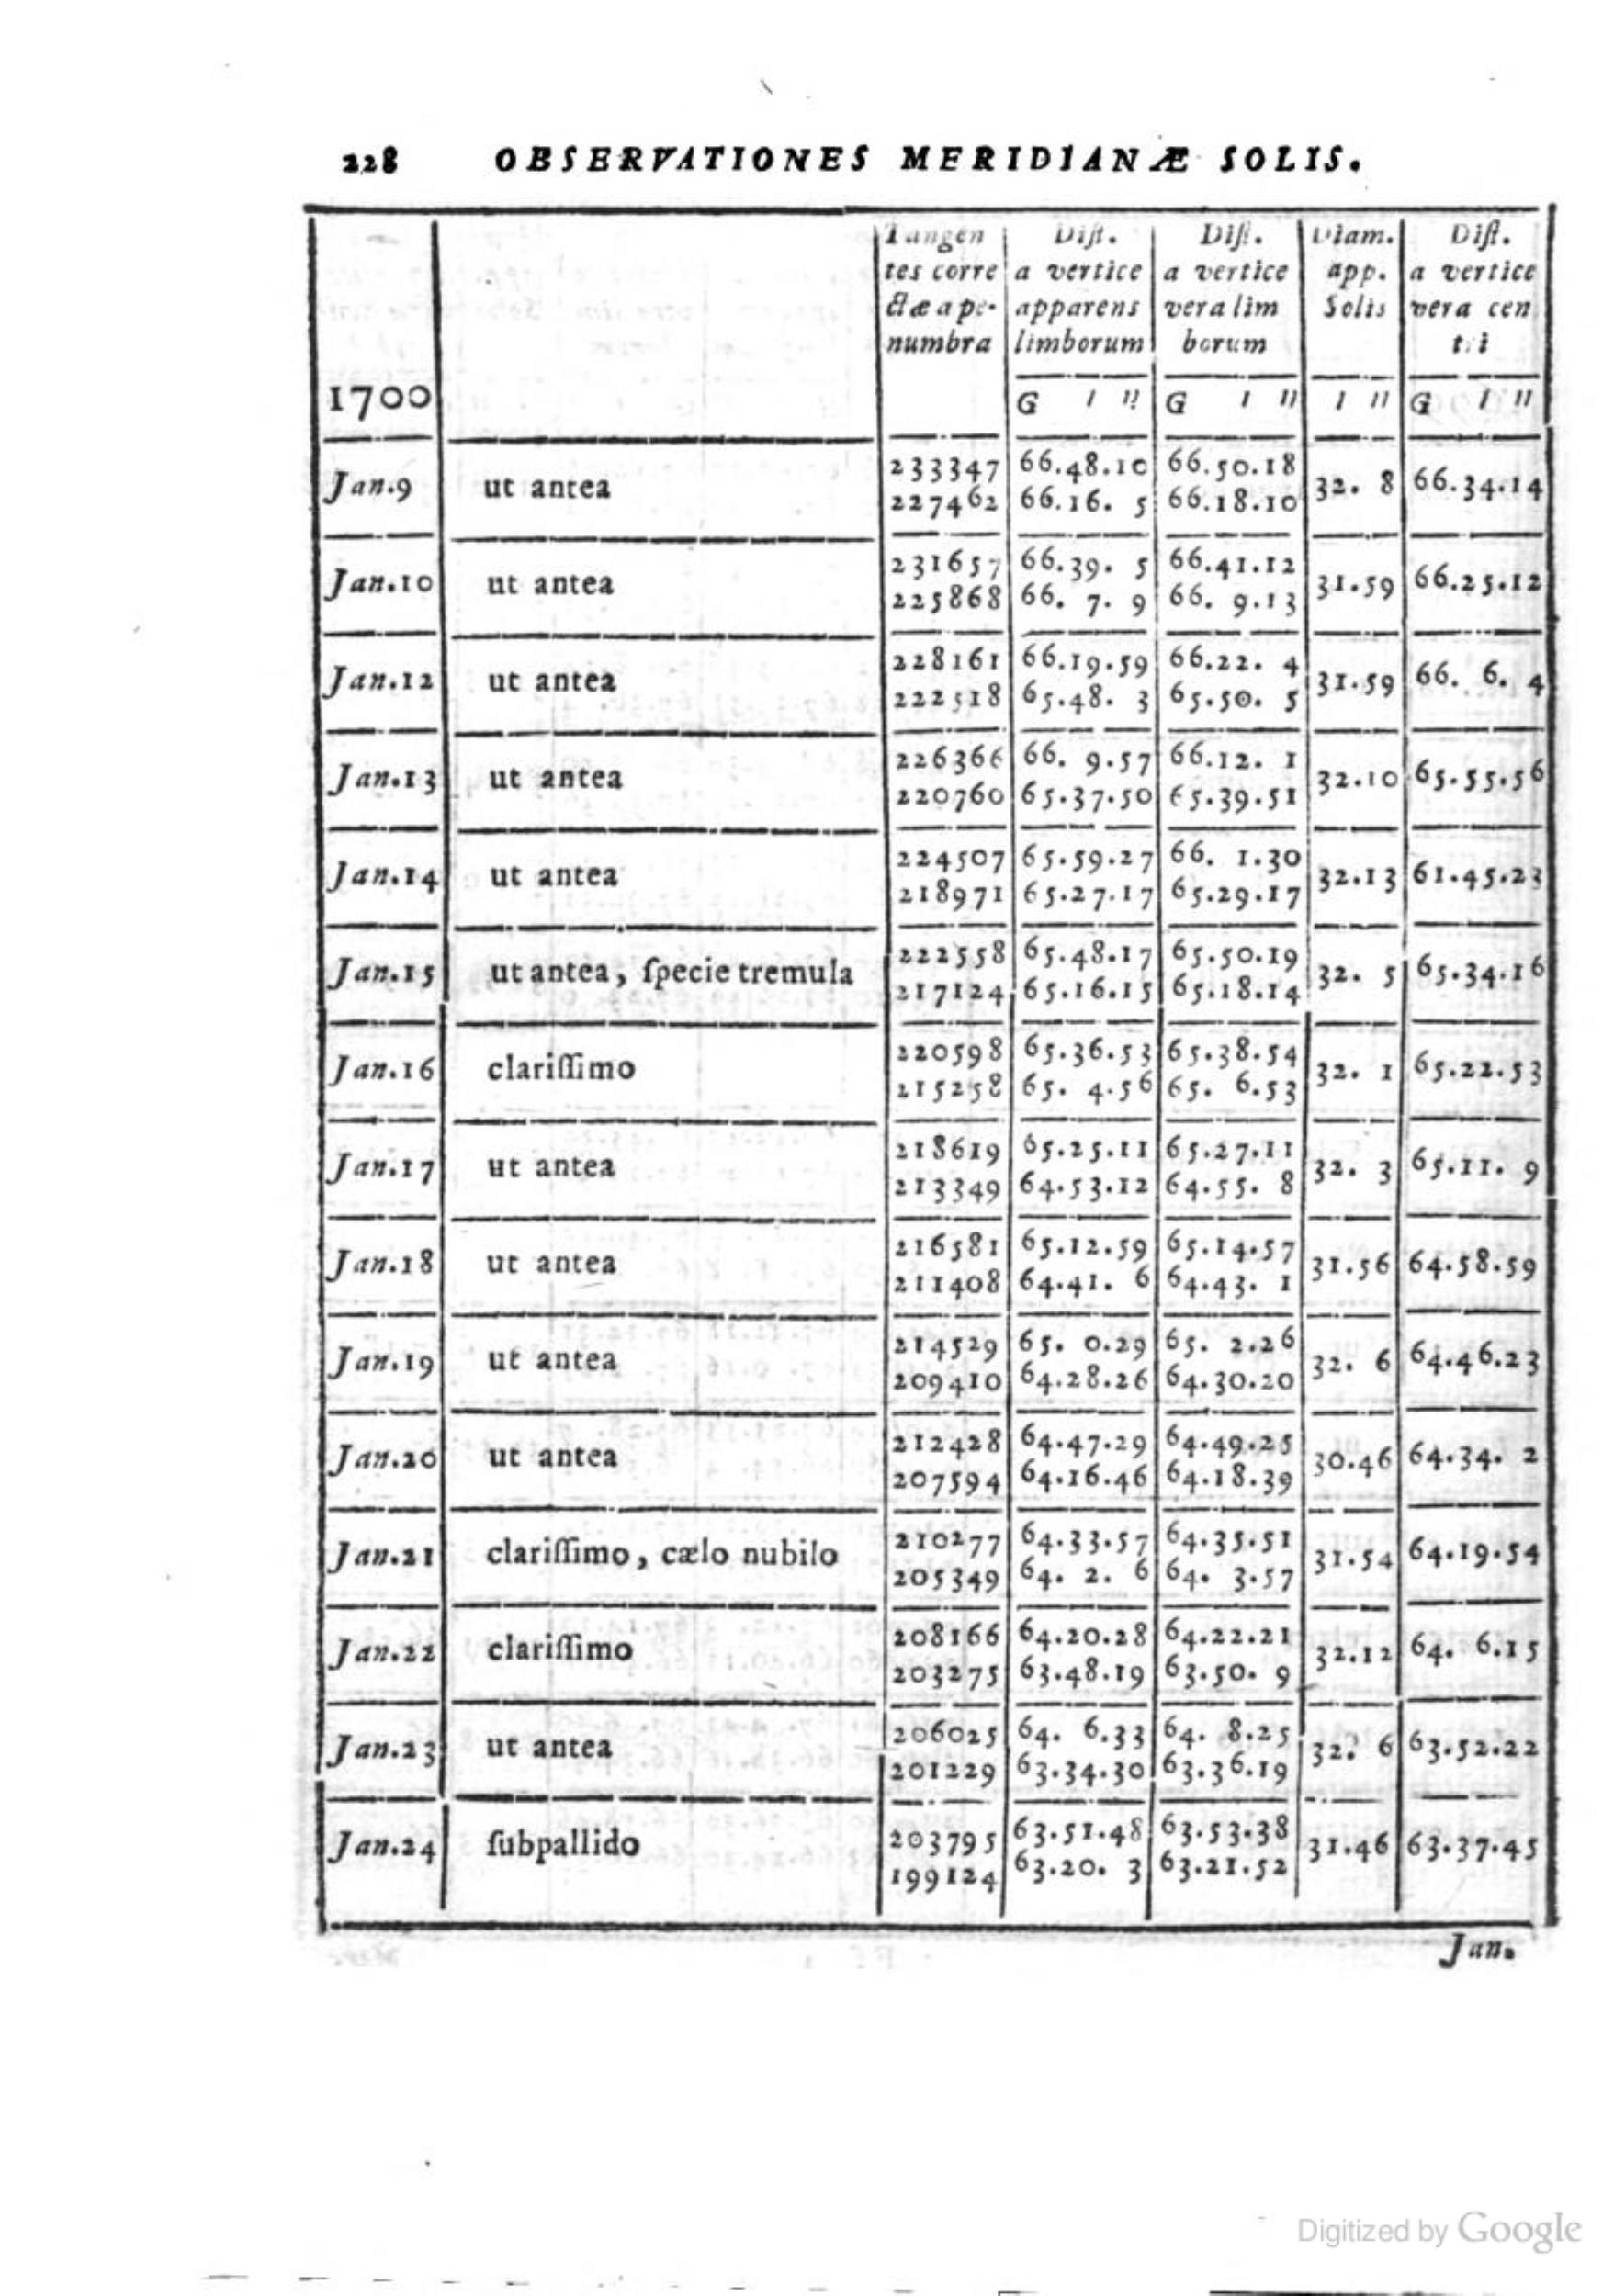 228 OBSERVATIONES MERIDIANÆ SOLIS.
Tangen Diſt. Diſt. Diam. Diſt.
tes corre a vertice a vertice app. a vertice
ctæ a pe- apparens vera lim Solis vera cen
numbra limborum borum tri
1700 G ı ıı G ı ıı ı ıı G ı ıı
233347 66.48.10 66.50.18
Jan.9 ut antea 32. 8 66.34.14
227462 66.16. 5 66.18.10
231657 66.39. 5 66.41.12
Jan.10 ut antea 31.59 66.25.12
225868 66. 7. 9 66. 9.13
228161 66.19.59 66.22. 4
Jan.12 ut antea 31.59 66. 6. 4
222518 65.48. 3 65.50. 5
226366 66. 9.57 66.12. 1
Jan.13 ut antea 32.10 65.55.56
220760 65.37.50 65.39.51
224507 65.59.27 66. 1.30
Jan.14 ut antea 32.13 61.45.23
218971 65.27.17 65.29.17
222558 65.48.17 65.50.19
Jan.15 ut antea, ſpecie tremula 32. 5 65.34.16
217124 65.16.15 65.18.14
220598 65.36.53 65.38.54
Jan.16 clariſſimo 32. 1 65.22.53
215258 65. 4.56 65. 6.53
218619 65.25.11 65.27.11
Jan.17 ut antea 32. 3 65.11. 9
213349 64.53.12 64.55. 8
216581 65.12.59 65.14.57
Jan.18 ut antea 31.56 64.58.59
211408 64.41. 6 64.43. 1
214529 65. 0.29 65. 2.26
Jan.19 ut antea 32. 6 64.46.23
209410 64.28.26 64.30.20
212428 64.47.29 64.49.25
Jan.20 ut antea 30.46 64.34. 2
207594 64.16.46 64.18.39
210277 64.33.57 64.35.51
Jan.21 clariſſimo, cælo nubilo 31.54 64.19.54
205349 64. 2. 6 64. 3.57
208166 64.20.28 64.22.21
Jan.22 clariſſimo 32.12 64. 6.15
203275 63.48.19 63.50. 9
206025 64. 6.33 64. 8.25
Jan.23 ut antea 32. 6 63.52.22
201229 63.34.30 63.36.19
203795 63.51.48 63.53.38
Jan.24 ſubpallido 31.46 63.37.45
199124 63.20. 3 63.21.52
Jan.
Digitized by Google